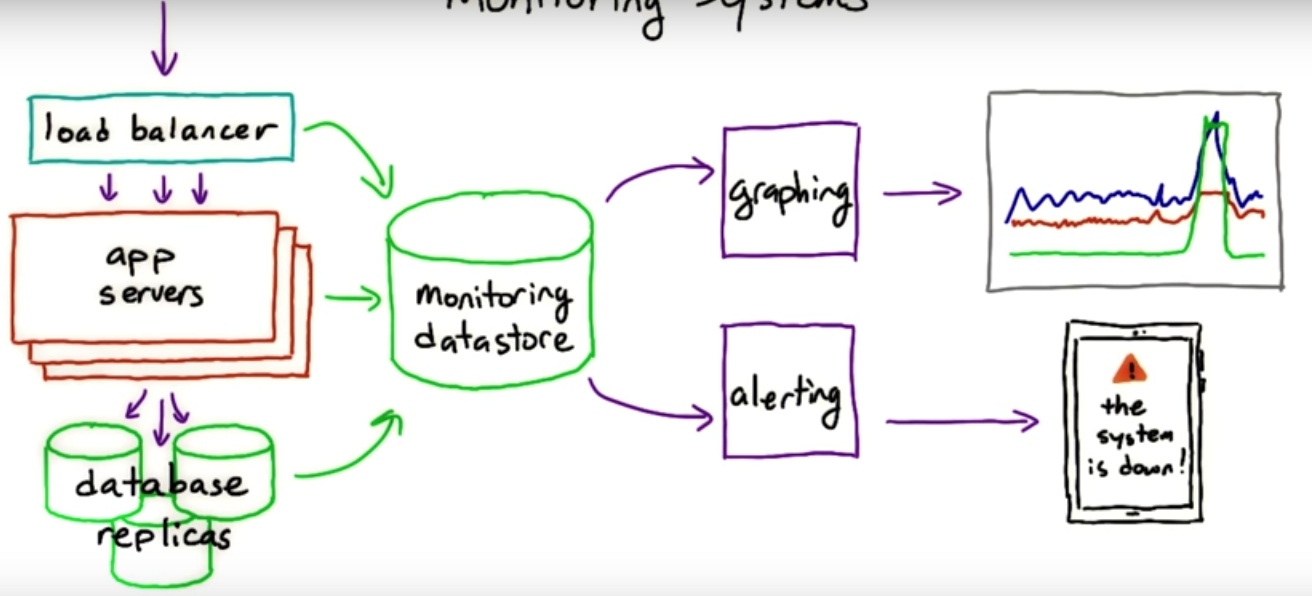 Monitoring Systems
load balancer
app
servers
database
replicas
monitoring
datastore
graphing
alerting
!
the
system
is down!